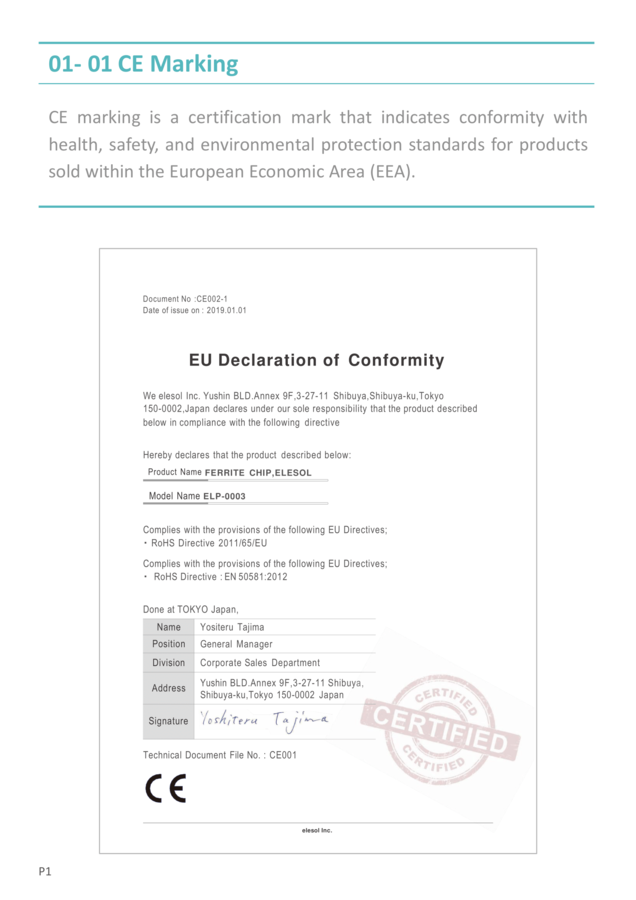 01- 01 CE Marking
CE marking is a certification mark that indicates conformity with
health, safety, and environmental protection standards for products
sold within the European Economic Area (EEA).
Document No :CE002-1
Date of issue on : 2019.01.01
EU Declaration of Conformity
We elesol Inc. Yushin BLD.Annex 9F,3-27-11 Shibuya,Shibuya-ku,Tokyo
150-0002,Japan declares under our sole responsibility that the product described
below in compliance with the following directive
Hereby declares that the product described below:
Product Name FERRITE CHIP,ELESOL
Model Name ELP-0003
Complies with the provisions of the following EU Directives;
・ RoHS Directive 2011/65/EU
Complies with the provisions of the following EU Directives;
・ RoHS Directive : EN 50581:2012
Done at TOKYO Japan,
Name Yositeru Tajima
Position General Manager
Division Corporate Sales Department
Address Yushin BLD.Annex 9F,3-27-11 Shibuya,
Shibuya-ku,Tokyo 150-0002 Japan
Signature Yoshiteru Tajima
CERTIFIED
CERTIFIED
CERTIFIED
Technical Document File No. : CE001
CE
elesol Inc.
P1